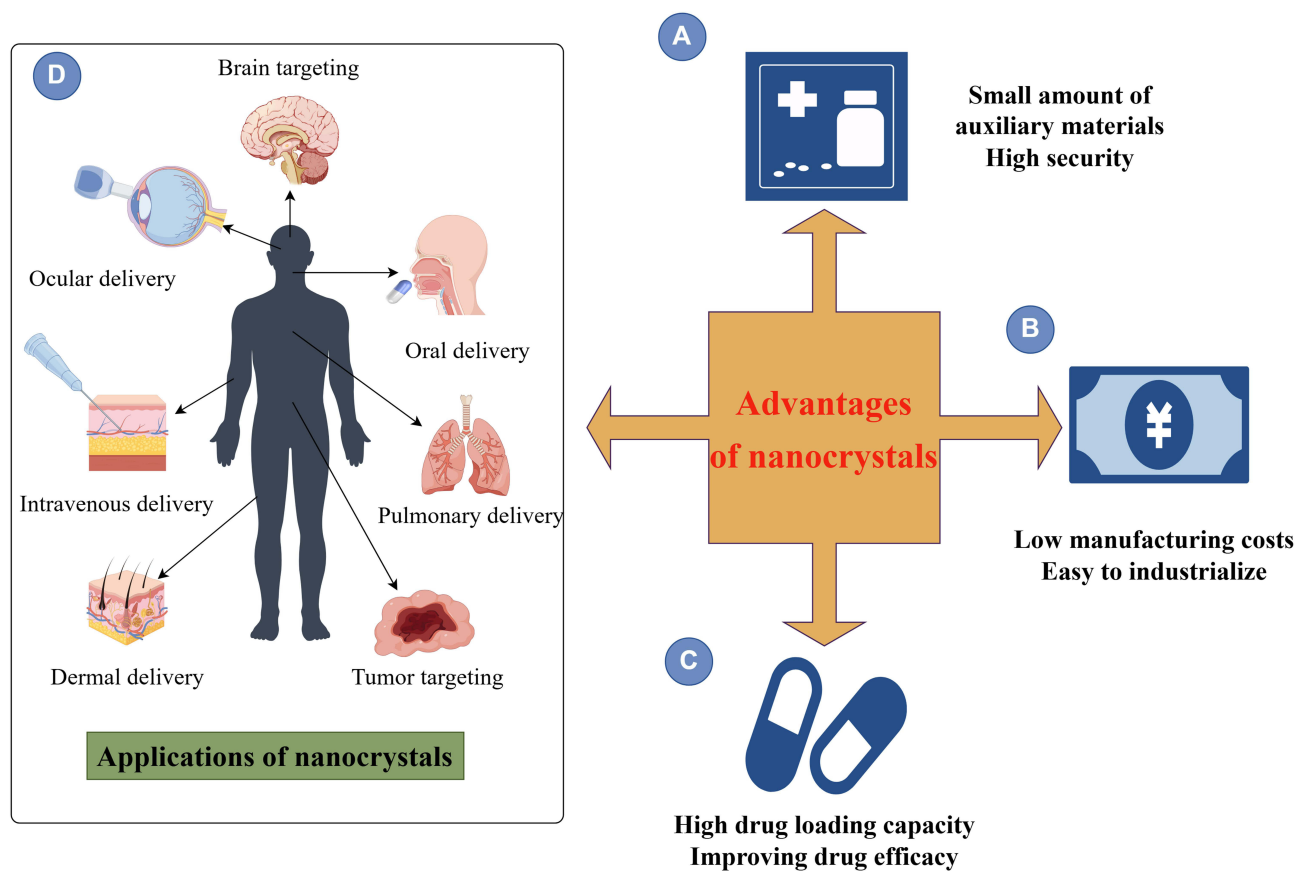 D
Brain targeting
Ocular delivery
Oral delivery
Intravenous delivery
Pulmonary delivery
Dermal delivery
Tumor targeting
Applications of nanocrystals
A
Small amount of
auxiliary materials
High security
B
¥
Advantages
of nanocrystals
Low manufacturing costs
Easy to industrialize
C
High drug loading capacity
Improving drug efficacy